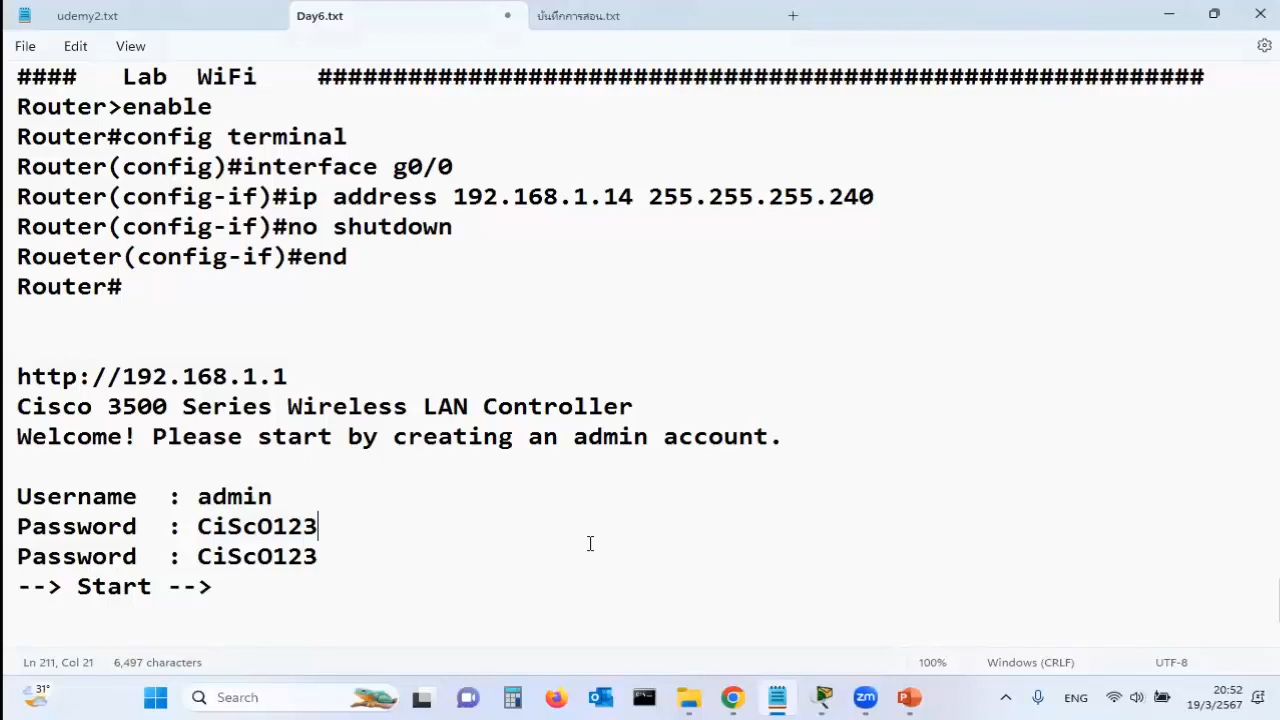 udemy2.txt
Day6.txt
บันทึกการสอน.txt
File Edit View
#### Lab WiFi ###########################################################
Router>enable
Router#config terminal
Router(config)#interface g0/0
Router(config-if)#ip address 192.168.1.14 255.255.255.240
Router(config-if)#no shutdown
Roueter(config-if)#end
Router#
http://192.168.1.1
Cisco 3500 Series Wireless LAN Controller
Welcome! Please start by creating an admin account.
Username : admin
Password : CiScO123
Password : CiScO123
--> Start -->
Ln 211, Col 21 6,497 characters 100% Windows (CRLF) UTF-8
31°
Search
zm
P
ENG
20:52
19/3/2567